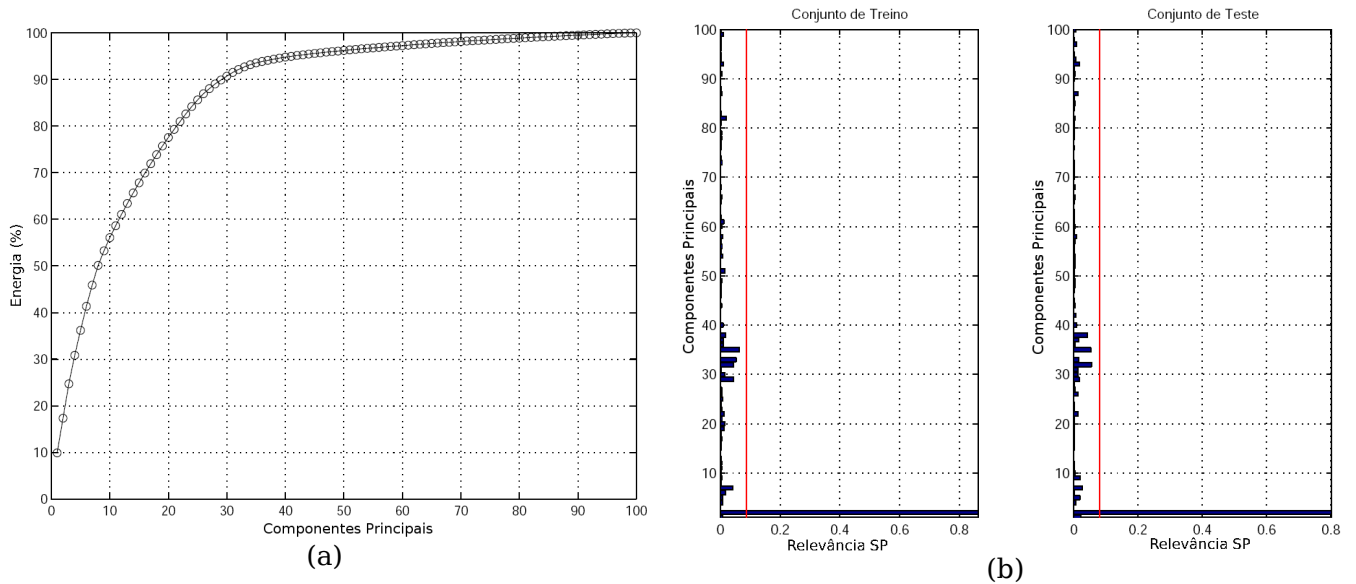 100
90
80
70
60
50
40
30
20
10
0
Energia (%)
0 10 20 30 40 50 60 70 80 90 100
Componentes Principais
(a)
Conjunto de Treino
100
90
80
70
60
50
40
30
20
10
Componentes Principais
0 0.2 0.4 0.6 0.8
Relevância SP
Conjunto de Teste
100
90
80
70
60
50
40
30
20
10
Componentes Principais
0 0.2 0.4 0.6 0.8
Relevância SP
(b)